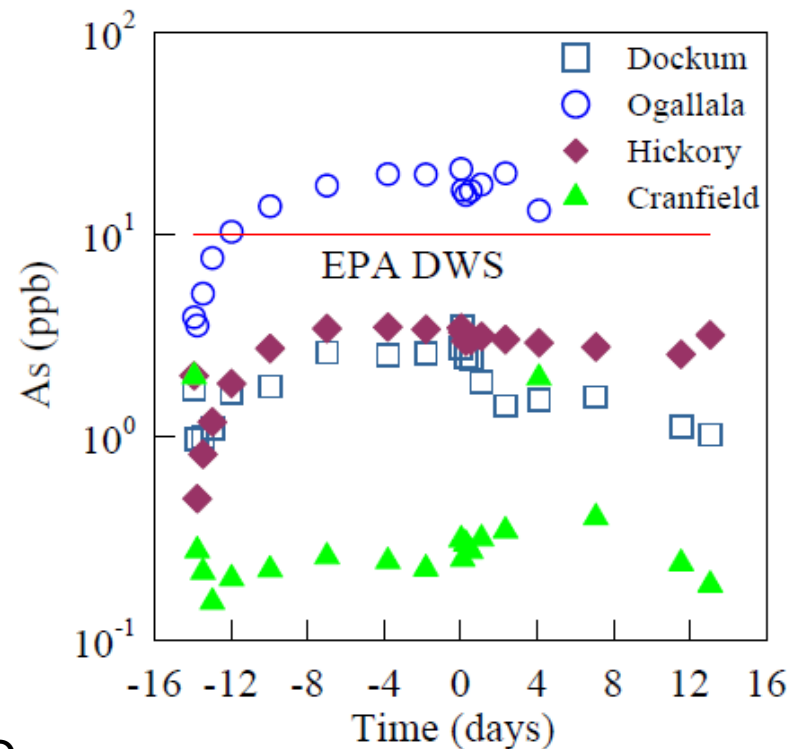 10²
Dockum
Ogallala
Hickory
Cranfield
10¹
EPA DWS
As (ppb)
10⁰
10⁻¹
-16 -12 -8 -4 0 4 8 12 16
Time (days)